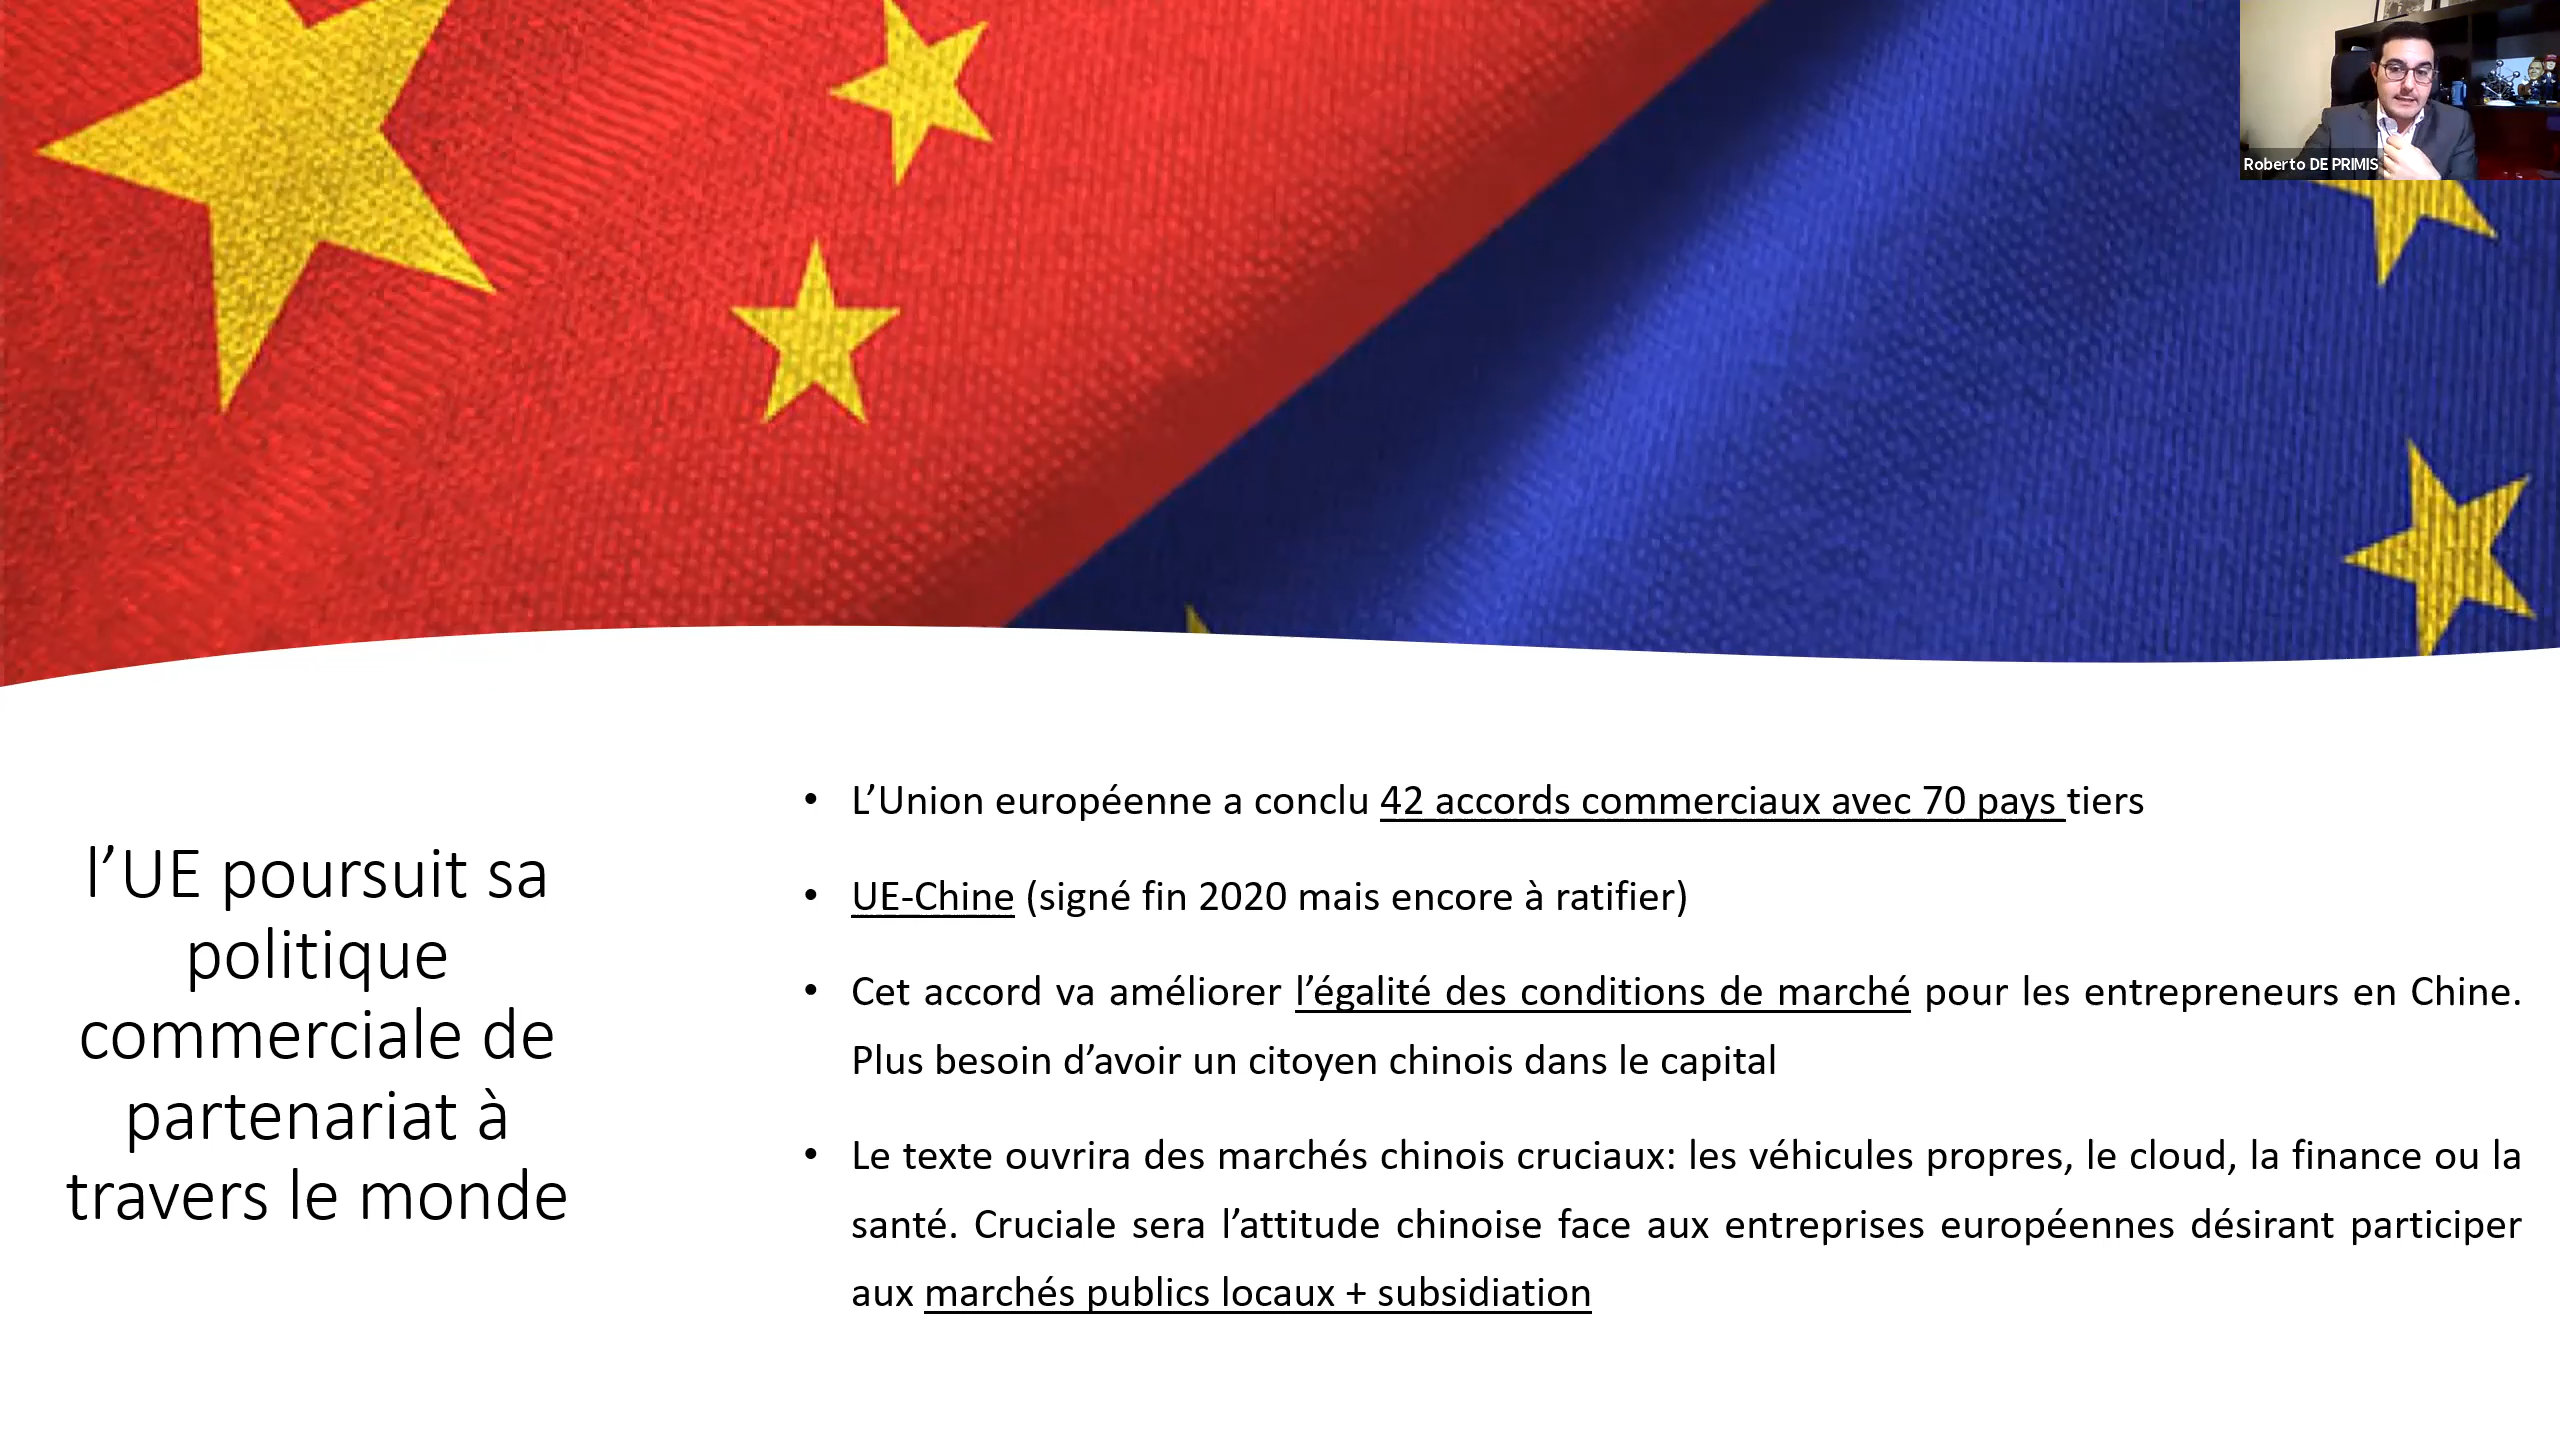 Roberto DE PRIMIS
l’UE poursuit sa
politique
commerciale de
partenariat à
travers le monde
• L’Union européenne a conclu 42 accords commerciaux avec 70 pays tiers
• UE-Chine (signé fin 2020 mais encore à ratifier)
• Cet accord va améliorer l’égalité des conditions de marché pour les entrepreneurs en Chine.
Plus besoin d’avoir un citoyen chinois dans le capital
• Le texte ouvrira des marchés chinois cruciaux: les véhicules propres, le cloud, la finance ou la
santé. Cruciale sera l’attitude chinoise face aux entreprises européennes désirant participer
aux marchés publics locaux + subsidiation